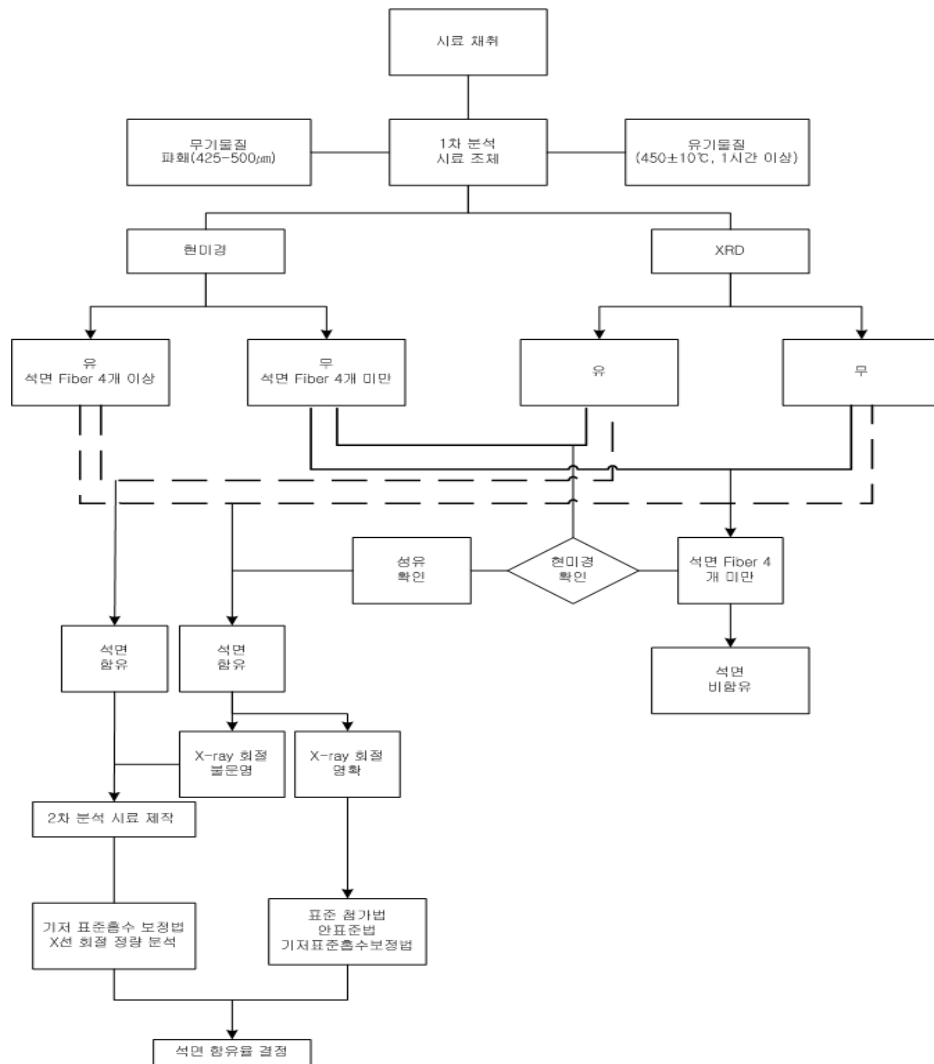 시료 채취
무기물질
파홰(425-500㎛)
1차 분석
시료 조제
유기물질
(450±10℃, 1시간 이상)
현미경
XRD
유
석면 Fiber 4개 이상
무
석면 Fiber 4개 미만
유
무
섬유
확인
현미경
확인
석면 Fiber 4
개 미만
석면
함유
석면
함유
석면
비함유
X-ray 회절
불분명
X-ray 회절
명확
2차 분석 시료 제작
기저 표준흡수 보정법
X선 회절 정량 분석
표준 첨가법
안표준법
기저표준흡수보정법
석면 함유율 결정